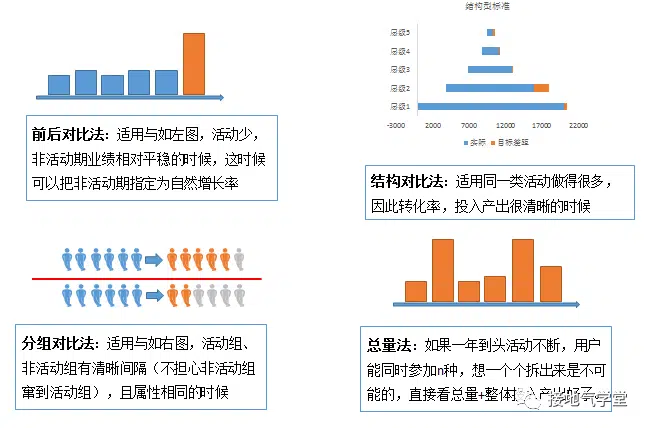 前后对比法：适用与如左图，活动少，
非活动期业绩相对平稳的时候，这时候
可以把非活动期指定为自然增长率
结构型标准
层级5
层级4
层级3
层级2
层级1
-3000 2000 7000 12000 17000 22000
实际 目标差距
结构对比法：适用同一类活动做得很多，
因此转化率，投入产出很清晰的时候
分组对比法：适用与如右图，活动组、
非活动组有清晰间隔（不担心非活动组
窜到活动组），且属性相同的时候
总量法：如果一年到头活动不断，用户
能同时参加n种，想一个个拆出来是不可
能的，直接看总量+整体投入产出好了
接地气学堂